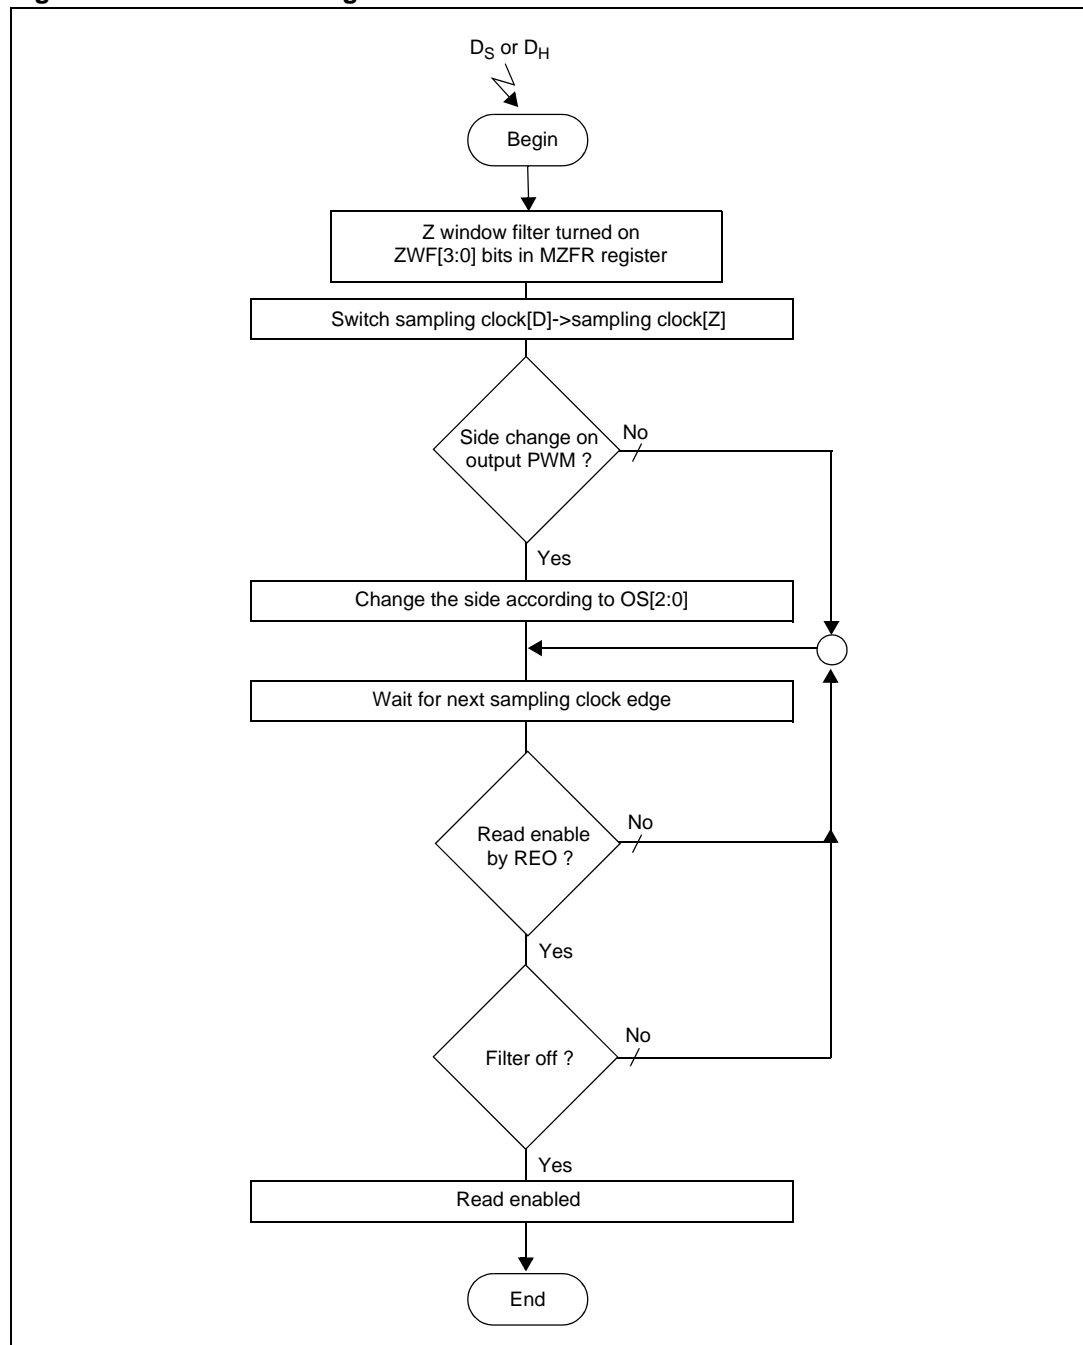 D_S or D_H
Begin
Z window filter turned on
ZWF[3:0] bits in MZFR register
Switch sampling clock[D]->sampling clock[Z]
Side change on
output PWM ?
No
Yes
Change the side according to OS[2:0]
Wait for next sampling clock edge
Read enable
by REO ?
No
Yes
Filter off ?
No
Yes
Read enabled
End